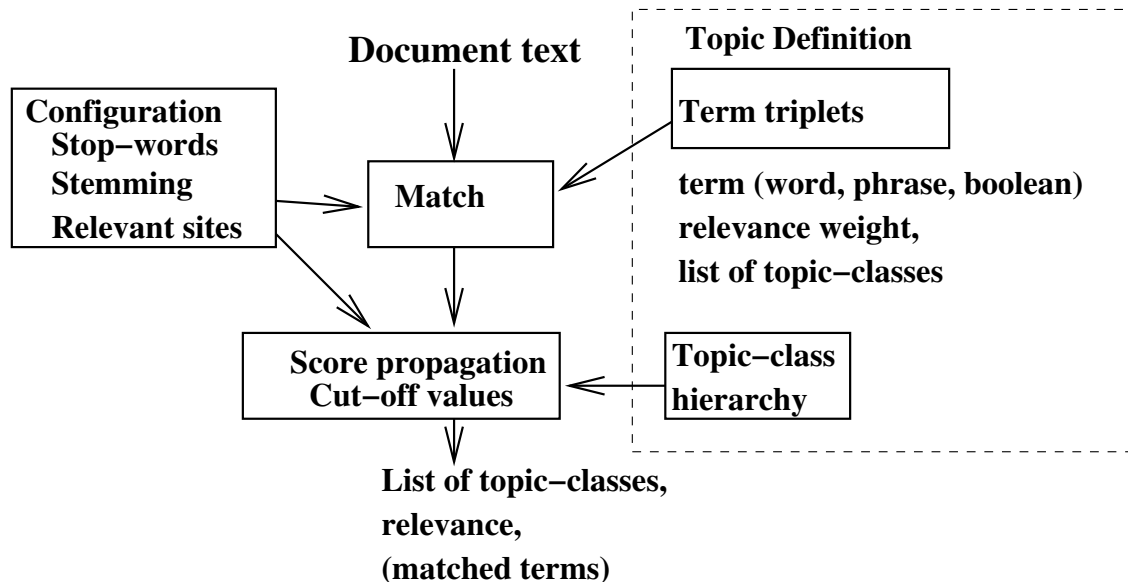 Document text
Topic Definition
Configuration
Stop−words
Stemming
Relevant sites
Term triplets
Match
term (word, phrase, boolean)
relevance weight,
list of topic−classes
Score propagation
Cut−off values
Topic−class
hierarchy
List of topic−classes,
relevance,
(matched terms)